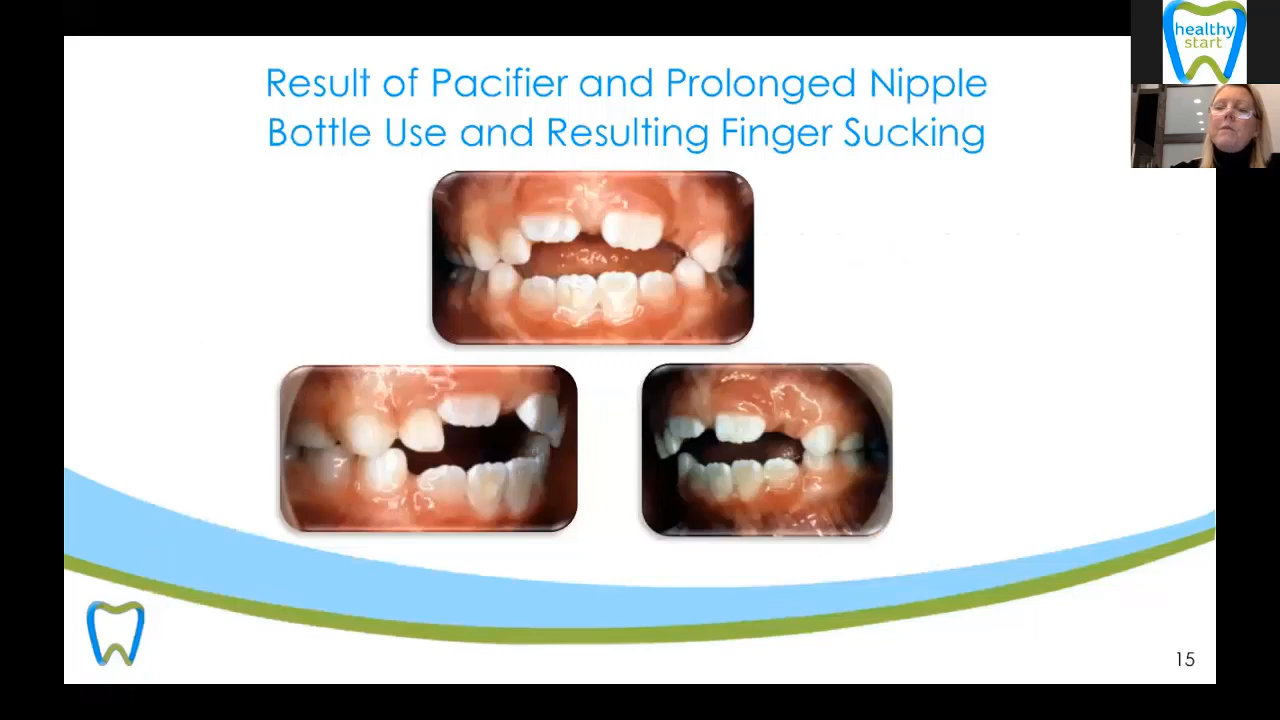 healthy
start
Result of Pacifier and Prolonged Nipple
Bottle Use and Resulting Finger Sucking
15